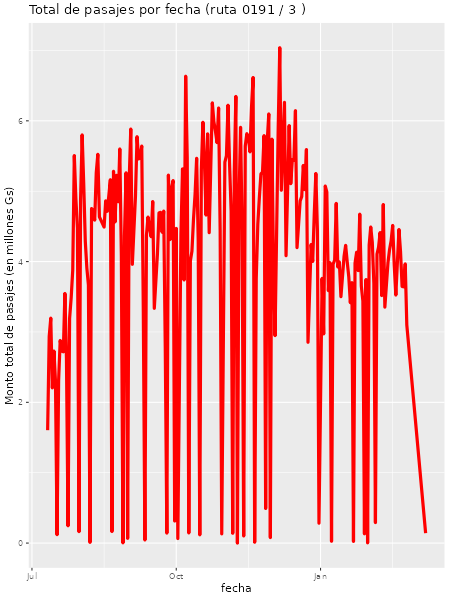 Total de pasajes por fecha (ruta 0191 / 3 )
Monto total de pasajes (en millones Gs)
6
4
2
0
Jul
Oct
Jan
fecha